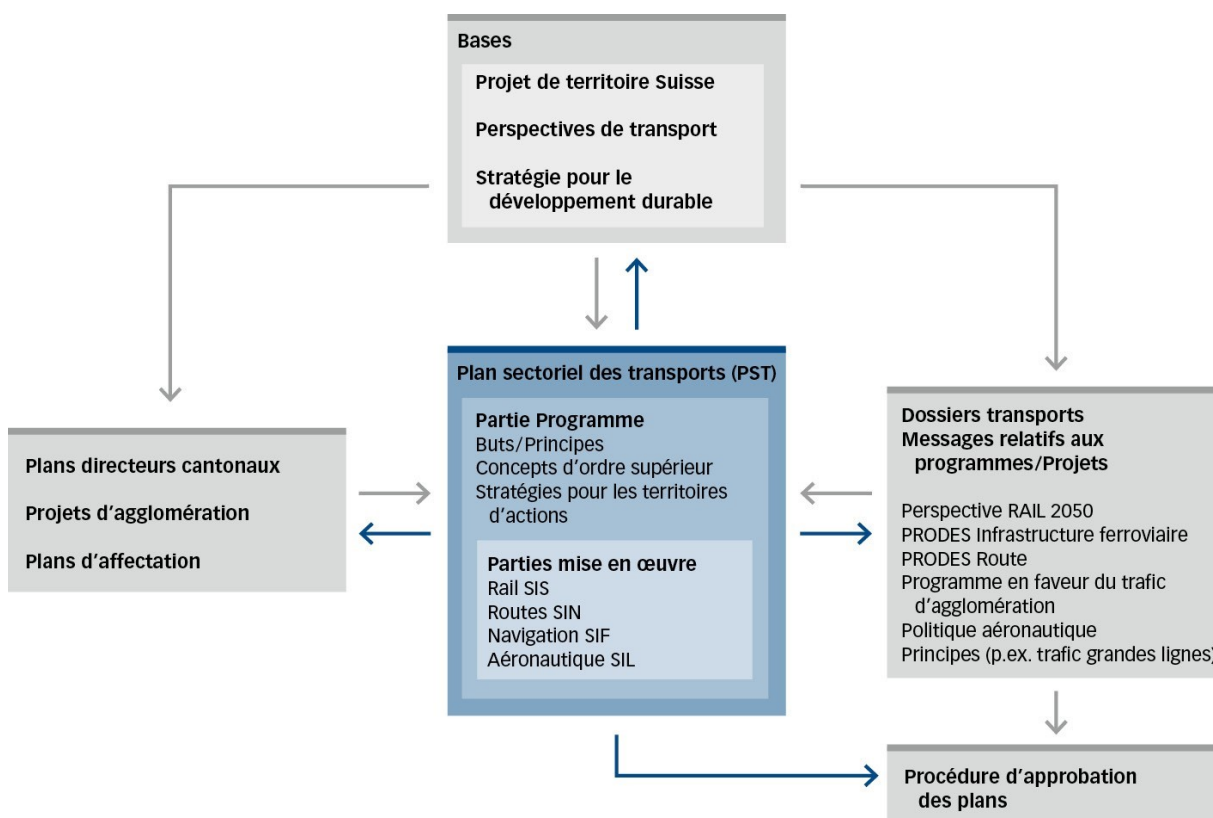 Bases
Projet de territoire Suisse
Perspectives de transport
Stratégie pour le
développement durable
Plan sectoriel des transports (PST)
Partie Programme
Buts/Principes
Concepts d’ordre supérieur
Stratégies pour les territoires
d’actions
Parties mise en œuvre
Rail SIS
Routes SIN
Navigation SIF
Aéronautique SIL
Plans directeurs cantonaux
Projets d’agglomération
Plans d’affectation
Dossiers transports
Messages relatifs aux
programmes/Projets
Perspective RAIL 2050
PRODES Infrastructure ferroviaire
PRODES Route
Programme en faveur du trafic
d’agglomération
Politique aéronautique
Principes (p.ex. trafic grandes lignes)
Procédure d’approbation
des plans